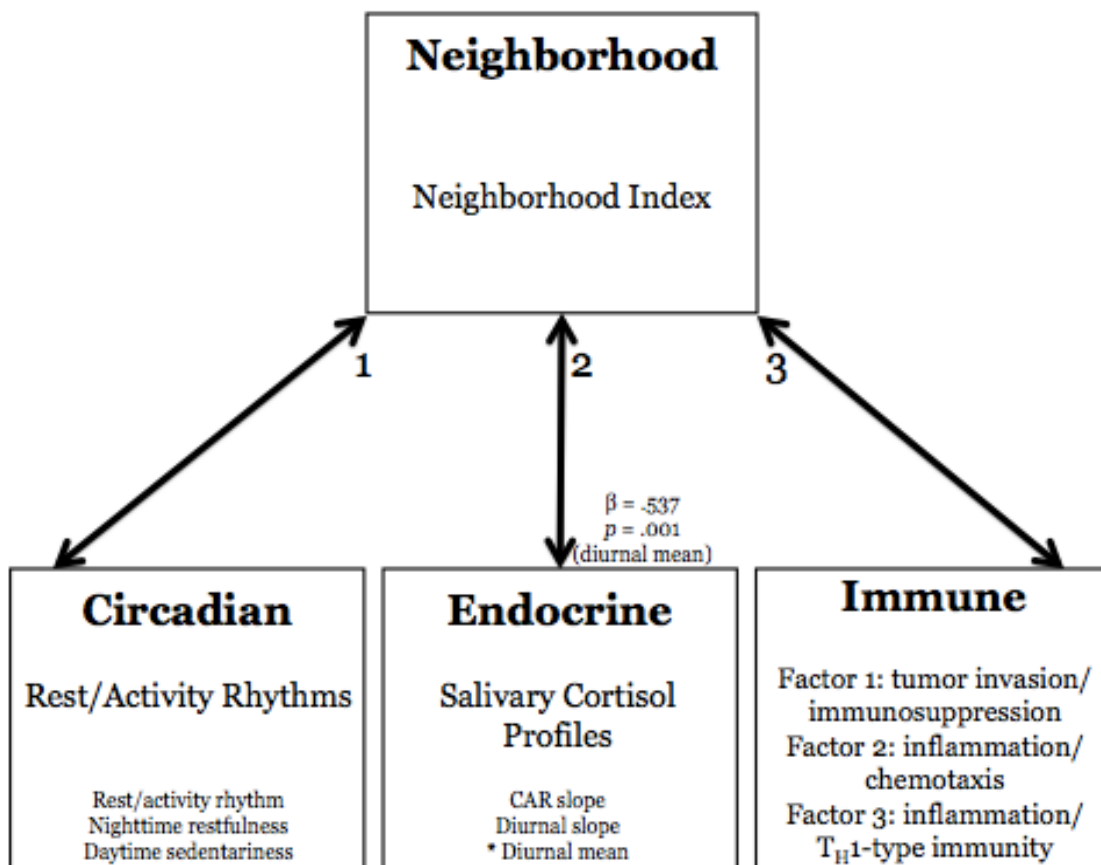 Neighborhood
Neighborhood Index
1
2
3
β = .537
p = .001
(diurnal mean)
Circadian
Rest/Activity Rhythms
Rest/activity rhythm
Nighttime restfulness
Daytime sedentariness
Endocrine
Salivary Cortisol
Profiles
CAR slope
Diurnal slope
* Diurnal mean
Immune
Factor 1: tumor invasion/
immunosuppression
Factor 2: inflammation/
chemotaxis
Factor 3: inflammation/
TH1-type immunity